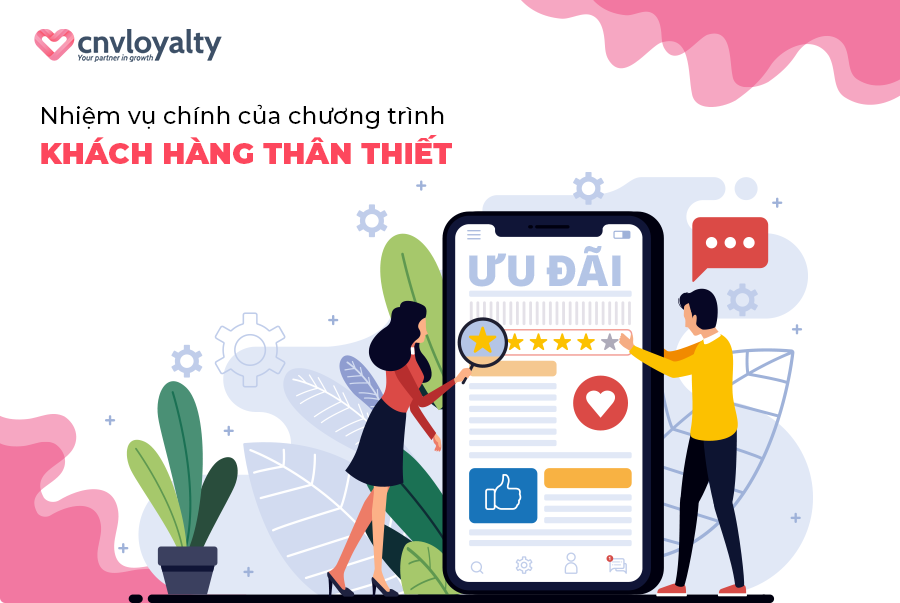 cnvloyalty
Your partner in growth
Nhiệm vụ chính của chương trình
KHÁCH HÀNG THÂN THIẾT
ƯU ĐÃI